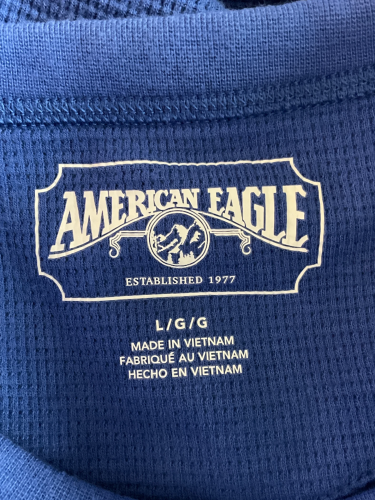 AMERICAN EAGLE
ESTABLISHED 1977
L/G/G
MADE IN VIETNAM
FABRIQUÉ AU VIETNAM
HECHO EN VIETNAM